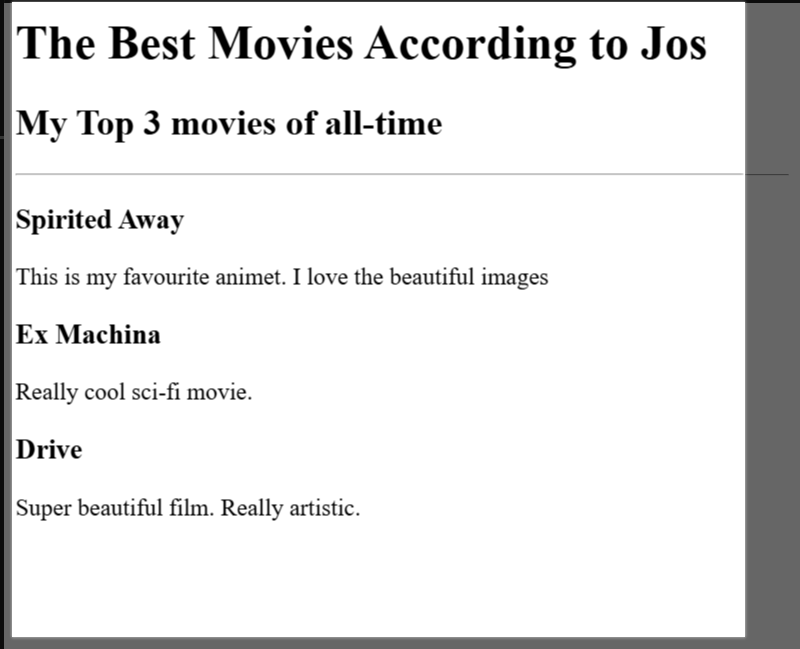 The Best Movies According to Jos
My Top 3 movies of all-time
Spirited Away
This is my favourite animet. I love the beautiful images
Ex Machina
Really cool sci-fi movie.
Drive
Super beautiful film. Really artistic.